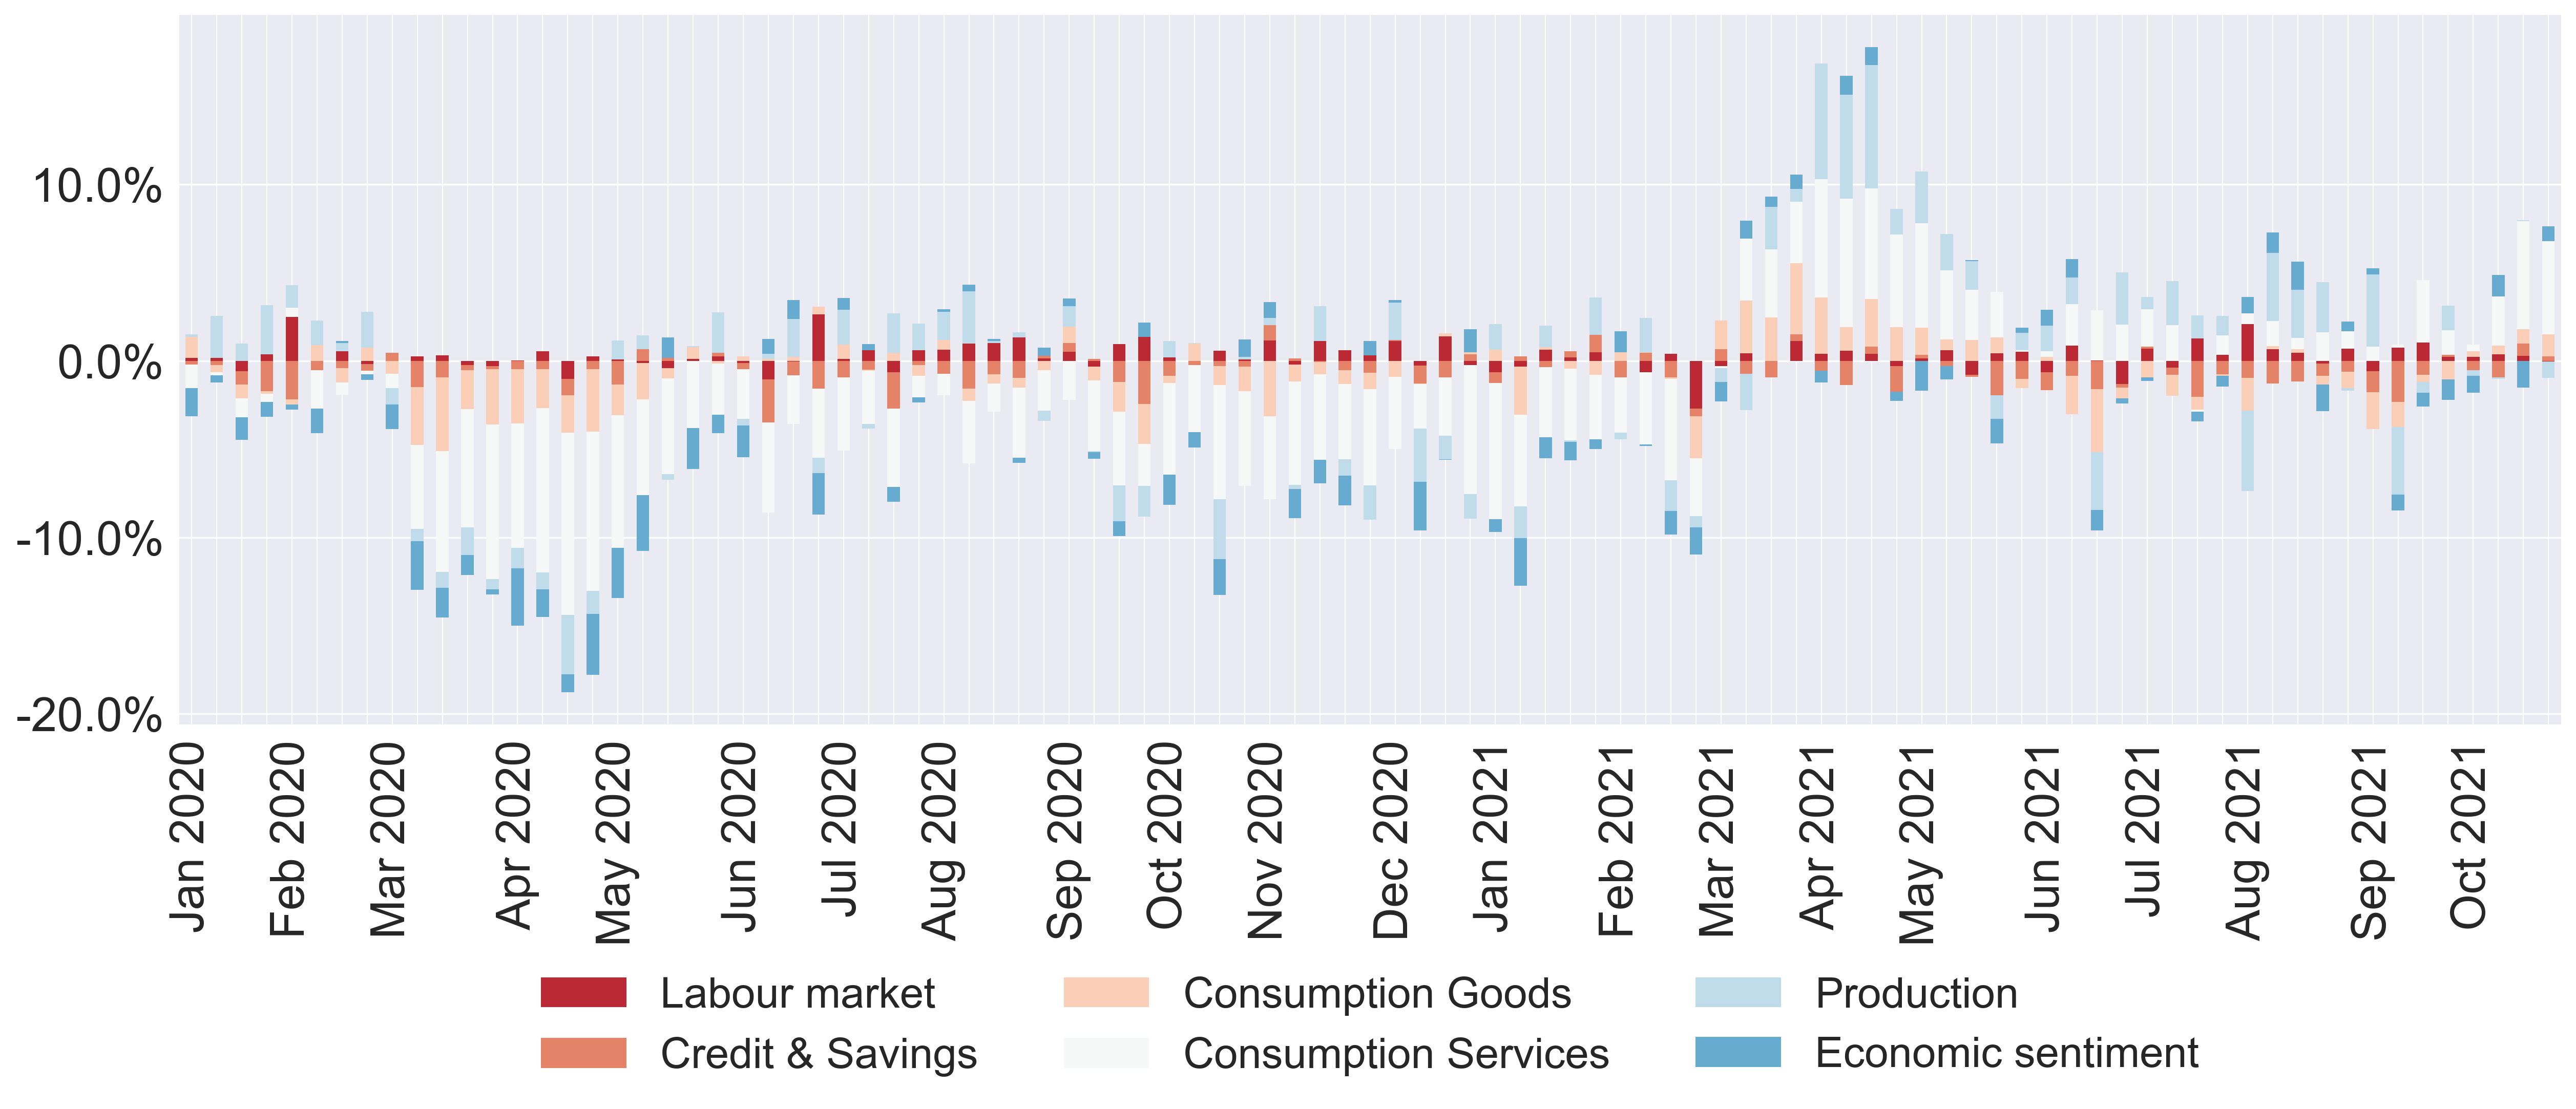 10.0%
0.0%
-10.0%
-20.0%
Jan 2020
Feb 2020
Mar 2020
Apr 2020
May 2020
Jun 2020
Jul 2020
Aug 2020
Sep 2020
Oct 2020
Nov 2020
Dec 2020
Jan 2021
Feb 2021
Mar 2021
Apr 2021
May 2021
Jun 2021
Jul 2021
Aug 2021
Sep 2021
Oct 2021
Labour market
Consumption Goods
Production
Credit & Savings
Consumption Services
Economic sentiment